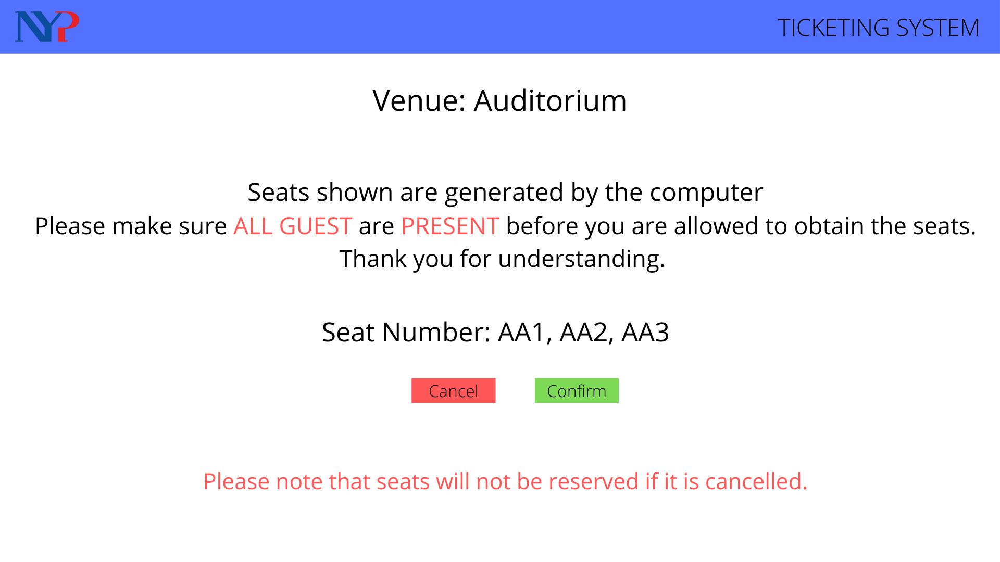 NYP
TICKETING SYSTEM
Venue: Auditorium
Seats shown are generated by the computer
Please make sure ALL GUEST are PRESENT before you are allowed to obtain the seats.
Thank you for understanding.
Seat Number: AA1, AA2, AA3
Cancel
Confirm
Please note that seats will not be reserved if it is cancelled.